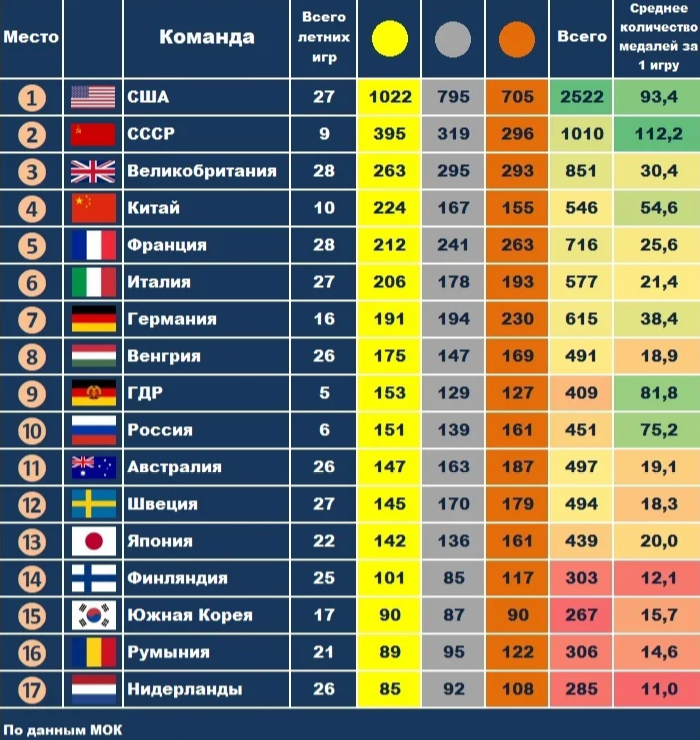 Место Команда Всего летних игр Всего Среднее количество медалей за 1 игру
1 США 27 1022 795 705 2522 93,4
2 СССР 9 395 319 296 1010 112,2
3 Великобритания 28 263 295 293 851 30,4
4 Китай 10 224 167 155 546 54,6
5 Франция 28 212 241 263 716 25,6
6 Италия 27 206 178 193 577 21,4
7 Германия 16 191 194 230 615 38,4
8 Венгрия 26 175 147 169 491 18,9
9 ГДР 5 153 129 127 409 81,8
10 Россия 6 151 139 161 451 75,2
11 Австралия 26 147 163 187 497 19,1
12 Швеция 27 145 170 179 494 18,3
13 Япония 22 142 136 161 439 20,0
14 Финляндия 25 101 85 117 303 12,1
15 Южная Корея 17 90 87 90 267 15,7
16 Румыния 21 89 95 122 306 14,6
17 Нидерланды 26 85 92 108 285 11,0
По данным МОК